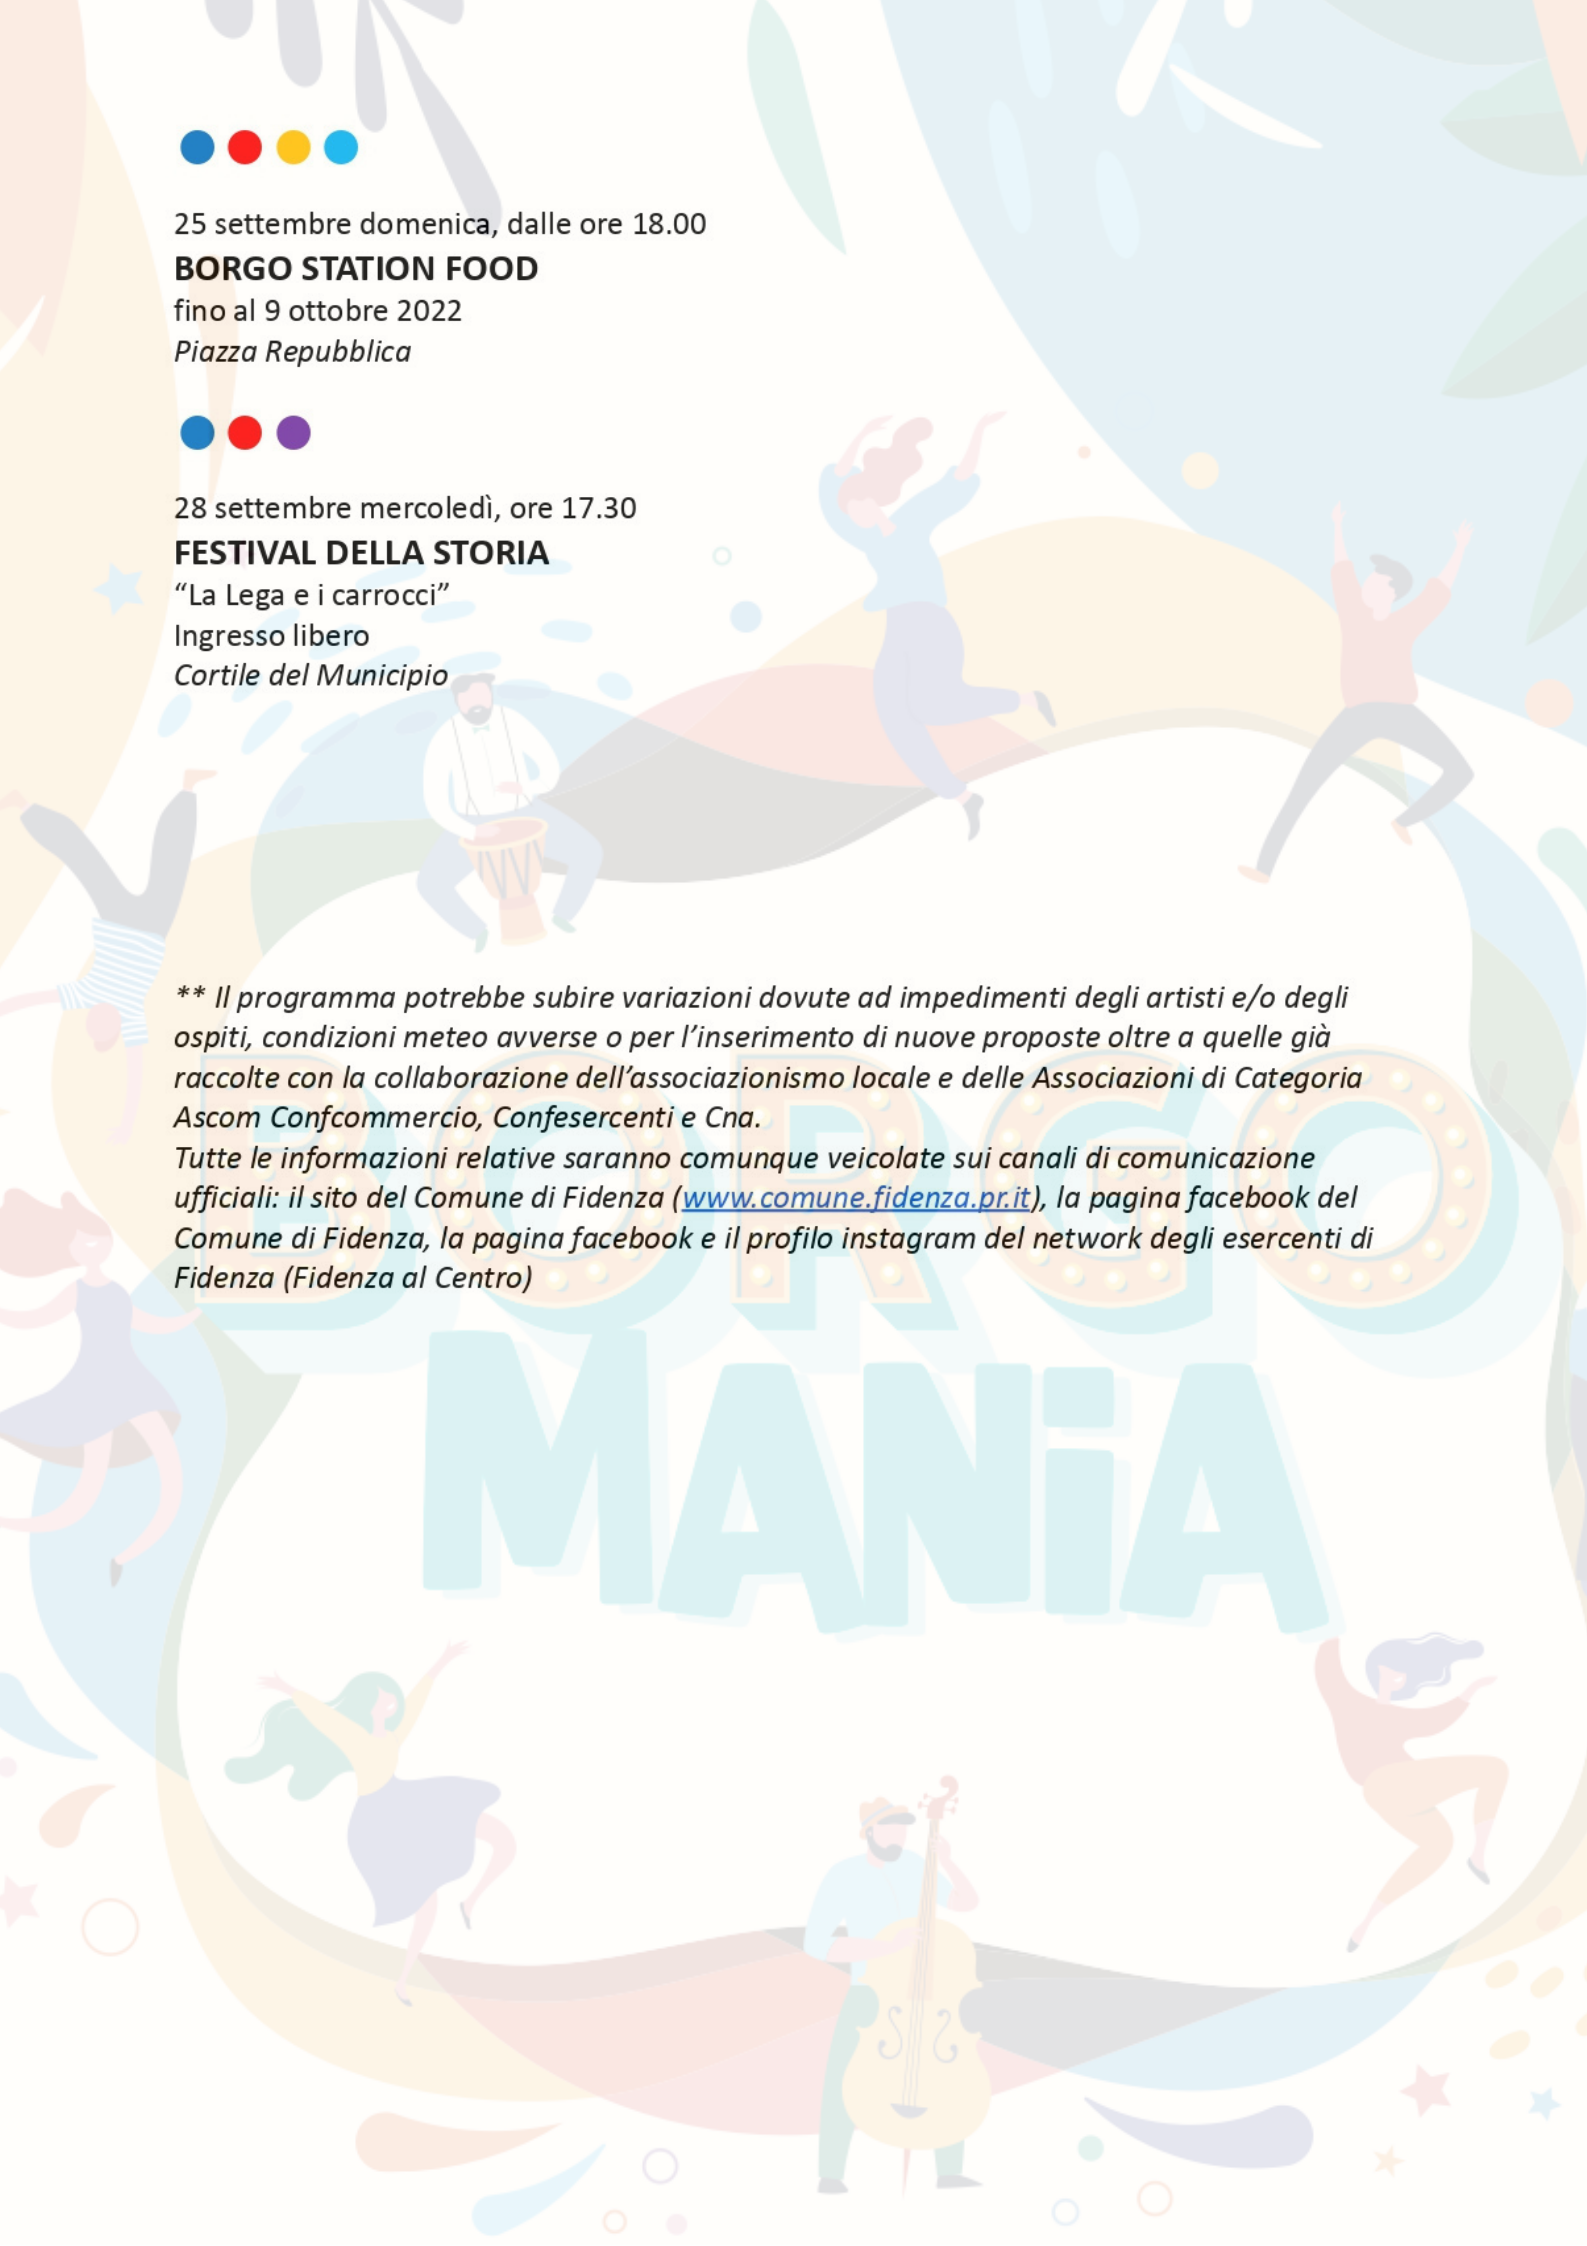 25 settembre domenica, dalle ore 18.00
BORGO STATION FOOD
fino al 9 ottobre 2022
Piazza Repubblica
28 settembre mercoledì, ore 17.30
FESTIVAL DELLA STORIA
“La Lega e i carrocci”
Ingresso libero
Cortile del Municipio
** Il programma potrebbe subire variazioni dovute ad impedimenti degli artisti e/o degli
ospiti, condizioni meteo avverse o per l’inserimento di nuove proposte oltre a quelle già
raccolte con la collaborazione dell’associazionismo locale e delle Associazioni di Categoria
Ascom Confcommercio, Confesercenti e Cna.
Tutte le informazioni relative saranno comunque veicolate sui canali di comunicazione
ufficiali: il sito del Comune di Fidenza (www.comune.fidenza.pr.it), la pagina facebook del
Comune di Fidenza, la pagina facebook e il profilo instagram del network degli esercenti di
Fidenza (Fidenza al Centro)
BORGO
MANiA